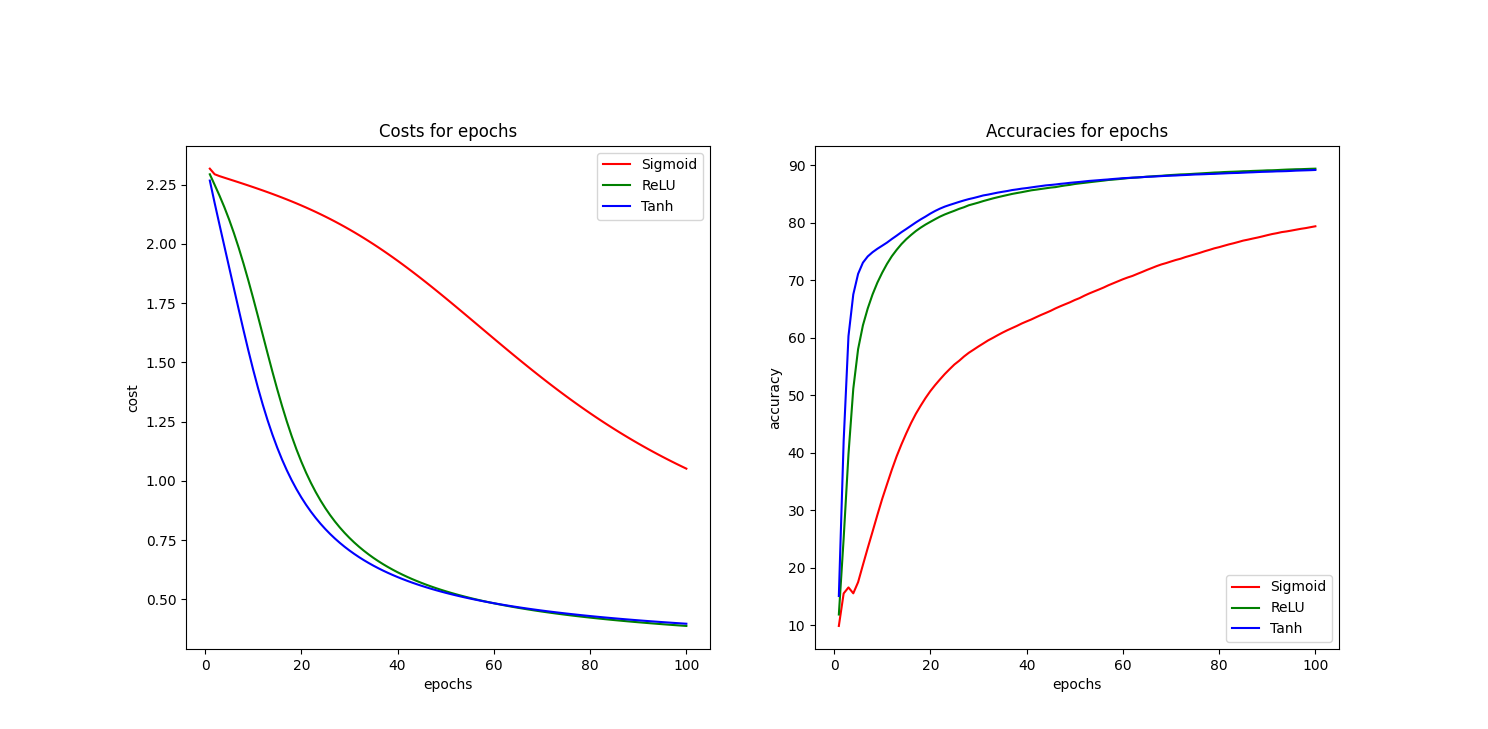 Costs for epochs
Sigmoid
ReLU
Tanh
2.25
2.00
1.75
1.50
1.25
1.00
0.75
0.50
cost
0 20 40 60 80 100
epochs
Accuracies for epochs
90
80
70
60
50
40
30
20
10
accuracy
Sigmoid
ReLU
Tanh
0 20 40 60 80 100
epochs